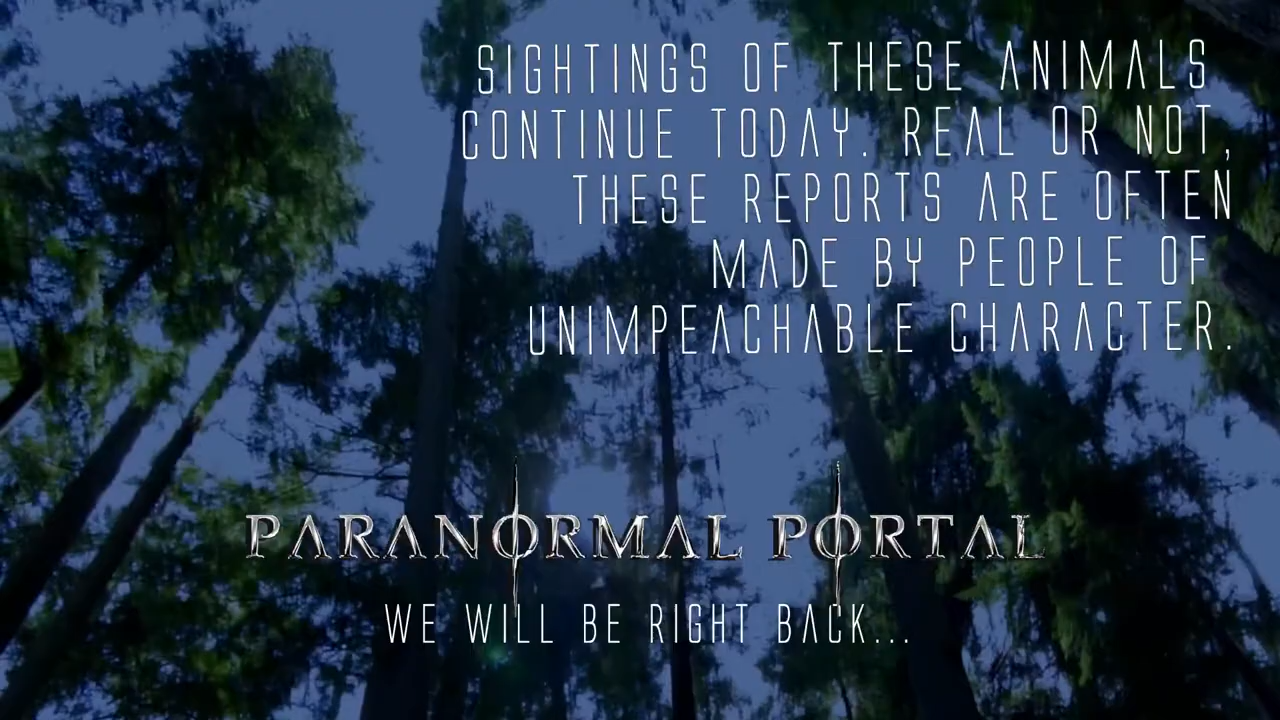 SIGHTINGS OF THESE ANIMALS
CONTINUE TODAY. REAL OR NOT,
THESE REPORTS ARE OFTEN
MADE BY PEOPLE OF
UNIMPEACHABLE CHARACTER.
PARANORMAL PORTAL
WE WILL BE RIGHT BACK...